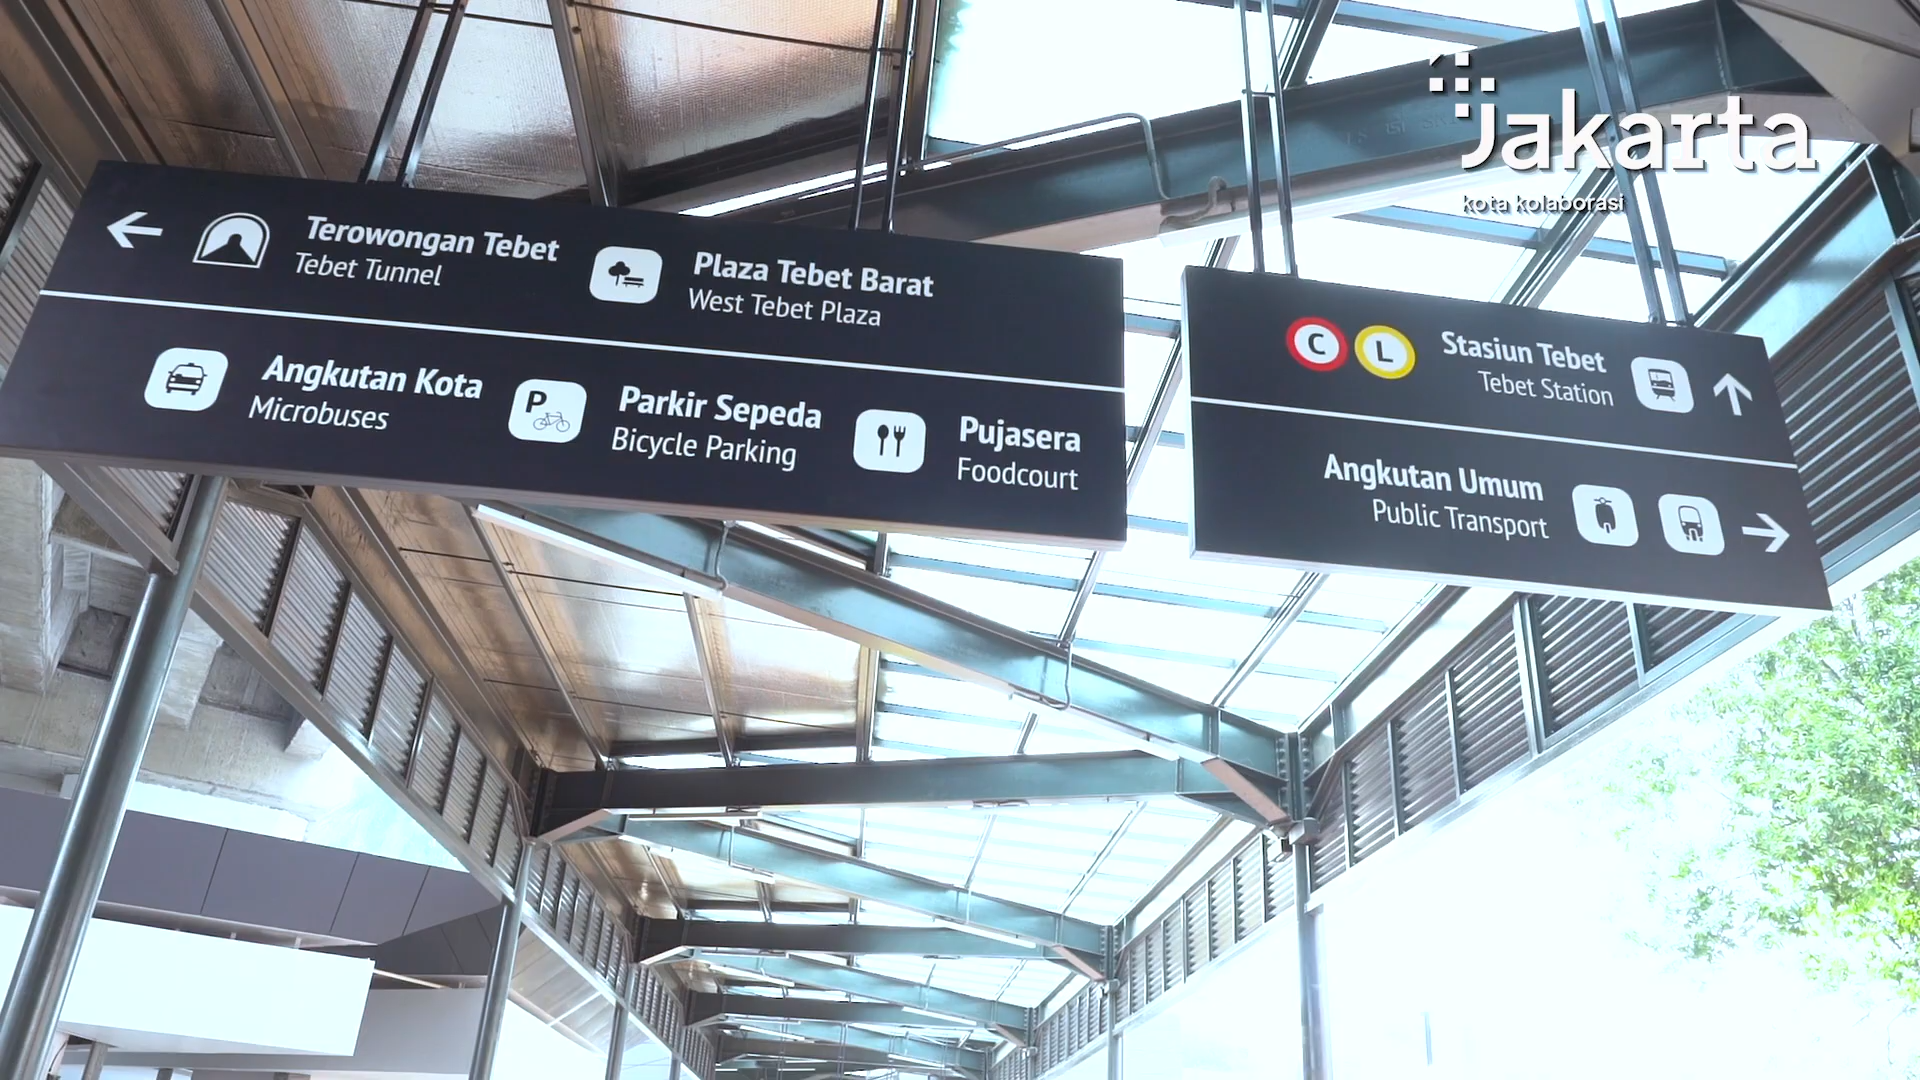 Jakarta
kota kolaborasi
Terowongan Tebet
Tebet Tunnel
Plaza Tebet Barat
West Tebet Plaza
Angkutan Kota
Microbuses
P
Parkir Sepeda
Bicycle Parking
Pujasera
Foodcourt
C L
Stasiun Tebet
Tebet Station
Angkutan Umum
Public Transport